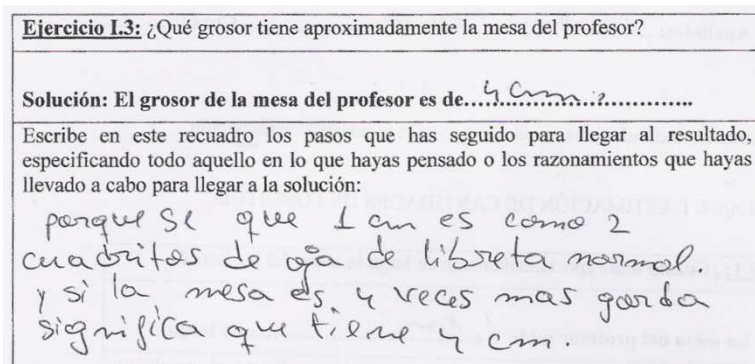 Ejercicio I.3: ¿Qué grosor tiene aproximadamente la mesa del profesor?
Solución: El grosor de la mesa del profesor es de....4 cm.................
Escribe en este recuadro los pasos que has seguido para llegar al resultado,
especificando todo aquello en lo que hayas pensado o los razonamientos que hayas
llevado a cabo para llegar a la solución:
porque se que 1 cm es como 2
cuadritos de oja de libreta normal.
y si la mesa es 4 veces mas gorda
significa que tiene 4 cm.